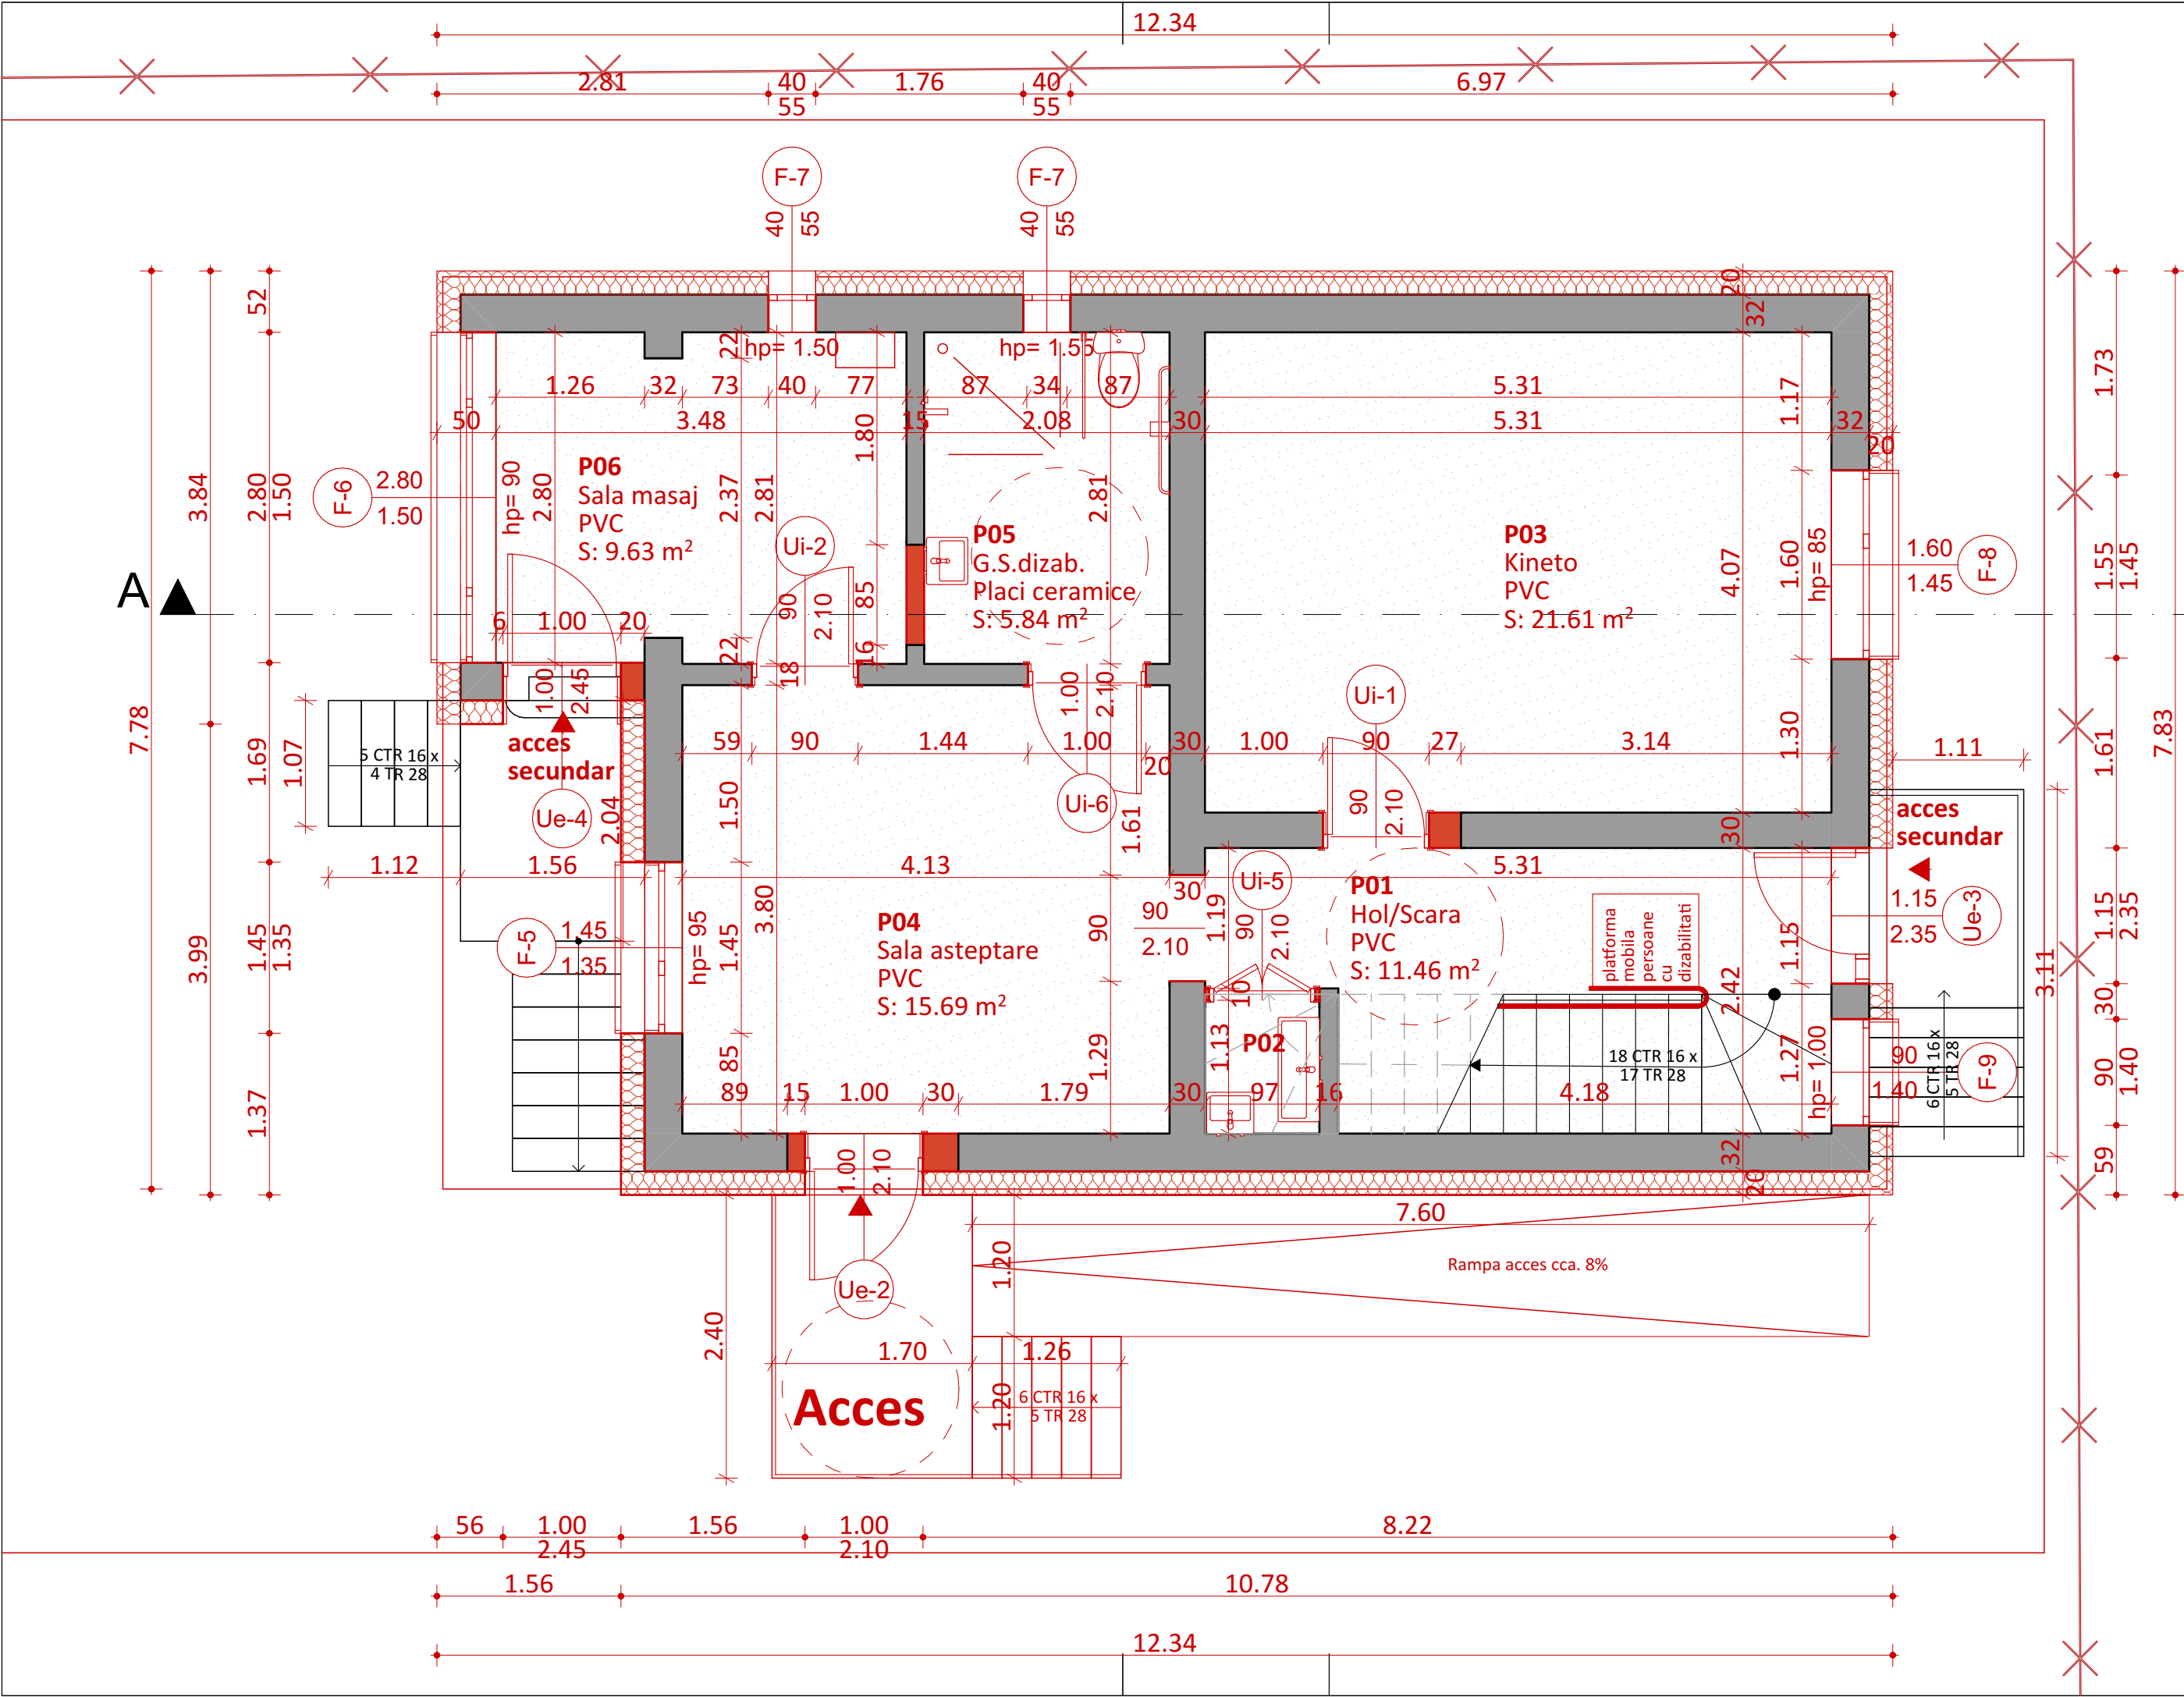 12.34
2.81 40 1.76 40 6.97
55 55
F-7 F-7
40 55 40 55
52
20
32
hp= 1.50 hp= 1.55
22
1.26 32 73 40 77 87 34 87 5.31 1.17 1.73
50 3.48 15 2.08 30 5.31 32
20
1.80
P06
Sala masaj
PVC
S: 9.63 m²
F-6 2.80
1.50
hp= 90
2.80 2.37 2.81 2.81
3.84 2.80 1.50
Ui-2
P05
G.S.dizab.
Placi ceramice
S: 5.84 m²
P03
Kineto
PVC
S: 21.61 m²
4.07 1.60 hp= 85
1.60
1.45
F-8
1.55 1.45
A
6 1.00 20
90 2.10 85
22 18 16
1.00 2.45
1.00 2.10
Ui-1
7.78
7.83
acces
secundar
5 CTR 16 x
4 TR 28
1.07 1.69
59 90 1.44 1.00 30 1.00 90 27 3.14 1.30 1.61
20
1.11
Ue-4 2.04 1.50
Ui-6 1.61
90 2.10
30
acces
secundar
1.12 1.56 4.13 5.31
30
Ui-5
P01
Hol/Scara
PVC
S: 11.46 m²
platforma
mobila
persoane
cu
dizabilitati
1.15
2.35
Ue-3
1.15 2.35
P04
Sala asteptare
PVC
S: 15.69 m²
F-5 1.45
1.35
hp= 95
1.45 3.80
3.99 1.45 1.35
90
90
2.10
1.19 90 2.10
1.15 2.42
3.11
30
10
P02
1.13
18 CTR 16 x
17 TR 28
1.27 hp= 1.00
90
1.40
6 CTR 16 x
5 TR 28
F-9
90 1.40
85 1.29
89 15 1.00 30 1.79 30 97 16 4.18
1.37
59
1.00 2.10
32
20
7.60
Rampa acces cca. 8%
1.20
Ue-2
2.40
1.70 1.26
Acces
1.20
6 CTR 16 x
5 TR 28
56 1.00 1.56 1.00 8.22
2.45 2.10
1.56 10.78
12.34